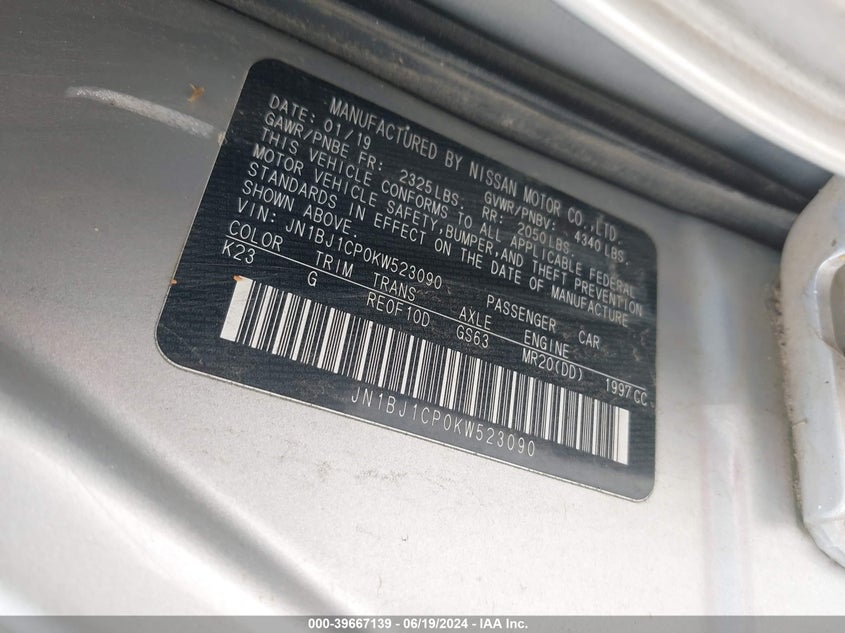 MANUFACTURED BY NISSAN MOTOR CO.,LTD.
DATE: 01/19 GVWR/PNBV: 4340 LBS.
GAWR/PNBE FR: 2325LBS. RR: 2050LBS.
THIS VEHICLE CONFORMS TO ALL APPLICABLE FEDERAL
MOTOR VEHICLE SAFETY,BUMPER,AND THEFT PREVENTION
STANDARDS IN EFFECT ON THE DATE OF MANUFACTURE
SHOWN ABOVE.
VIN: JN1BJ1CP0KW523090 PASSENGER CAR
COLOR TRIM TRANS AXLE ENGINE
K23 G RE0F10D GS63 MR20(DD) 1997CC
JN1BJ1CP0KW523090
000-39667139 - 06/19/2024 - IAA Inc.